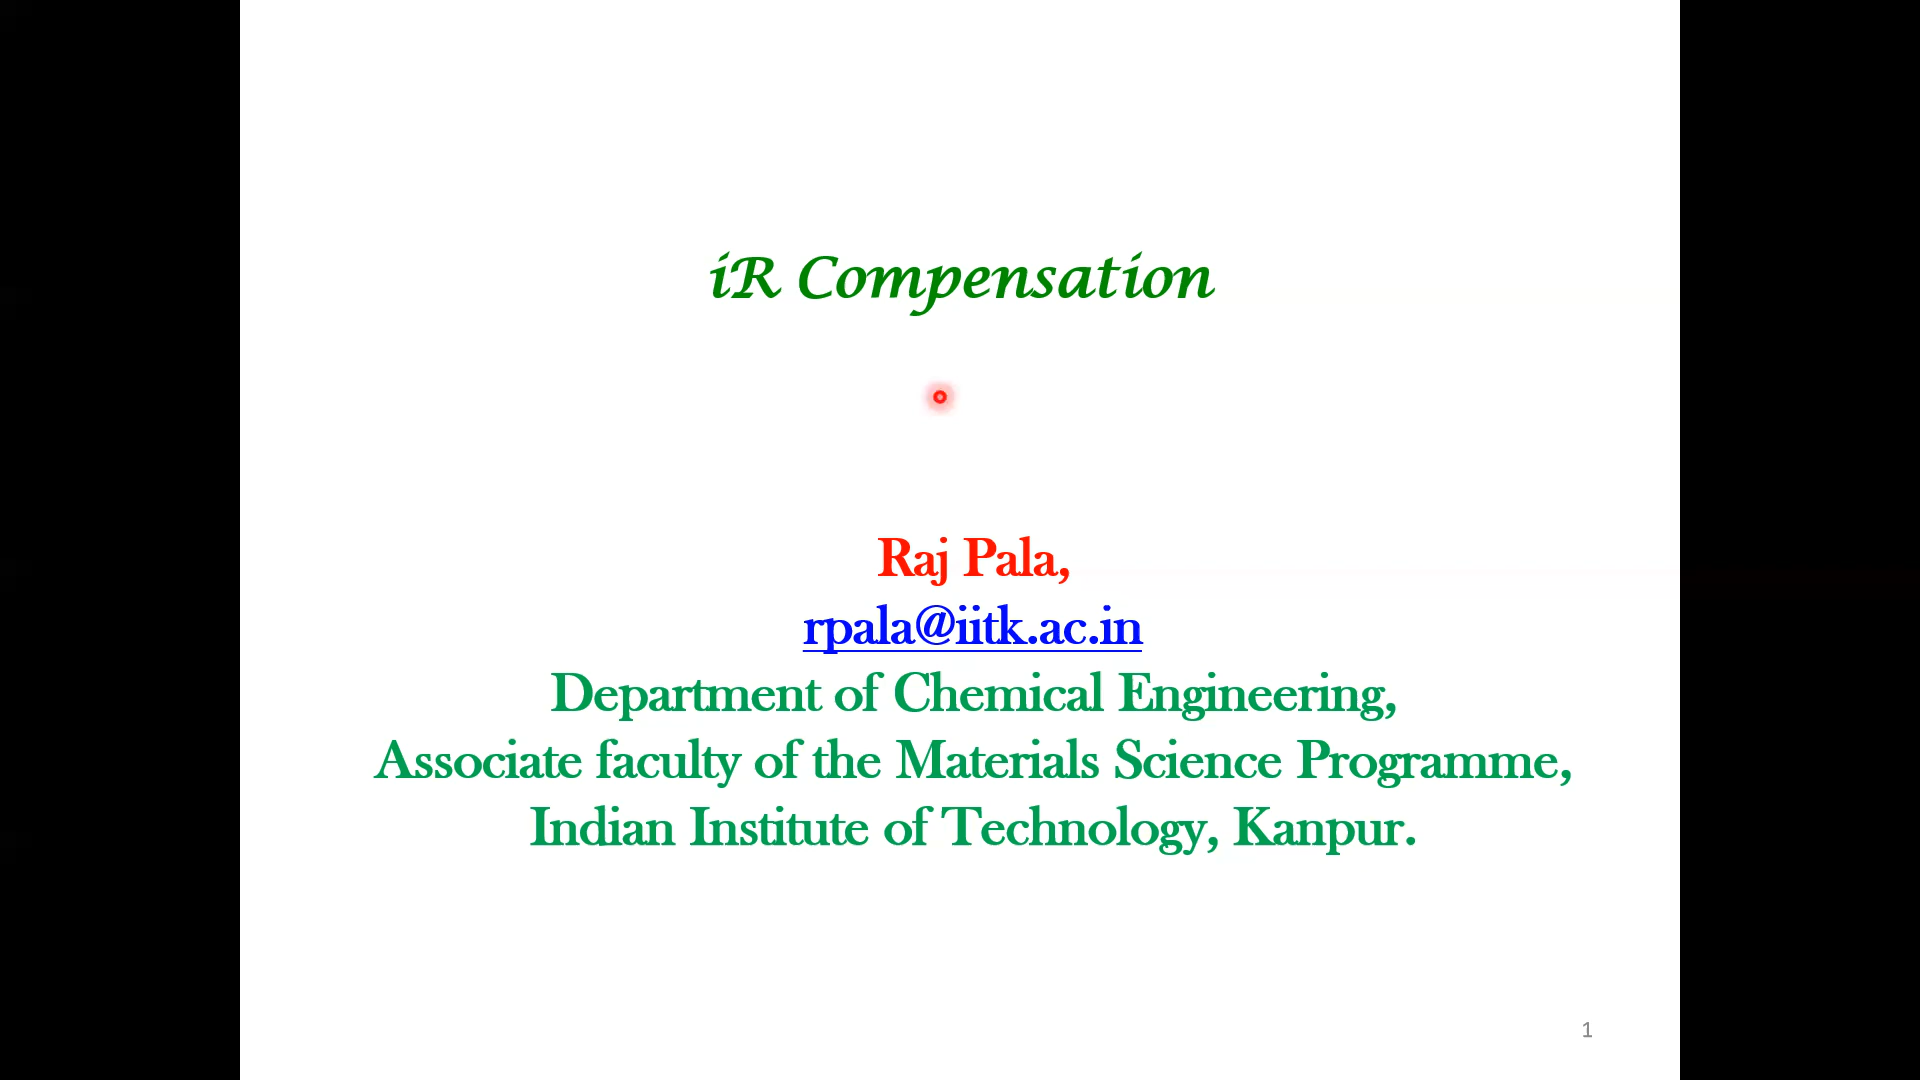 iR Compensation
Raj Pala,
rpala@iitk.ac.in
Department of Chemical Engineering,
Associate faculty of the Materials Science Programme,
Indian Institute of Technology, Kanpur.
1